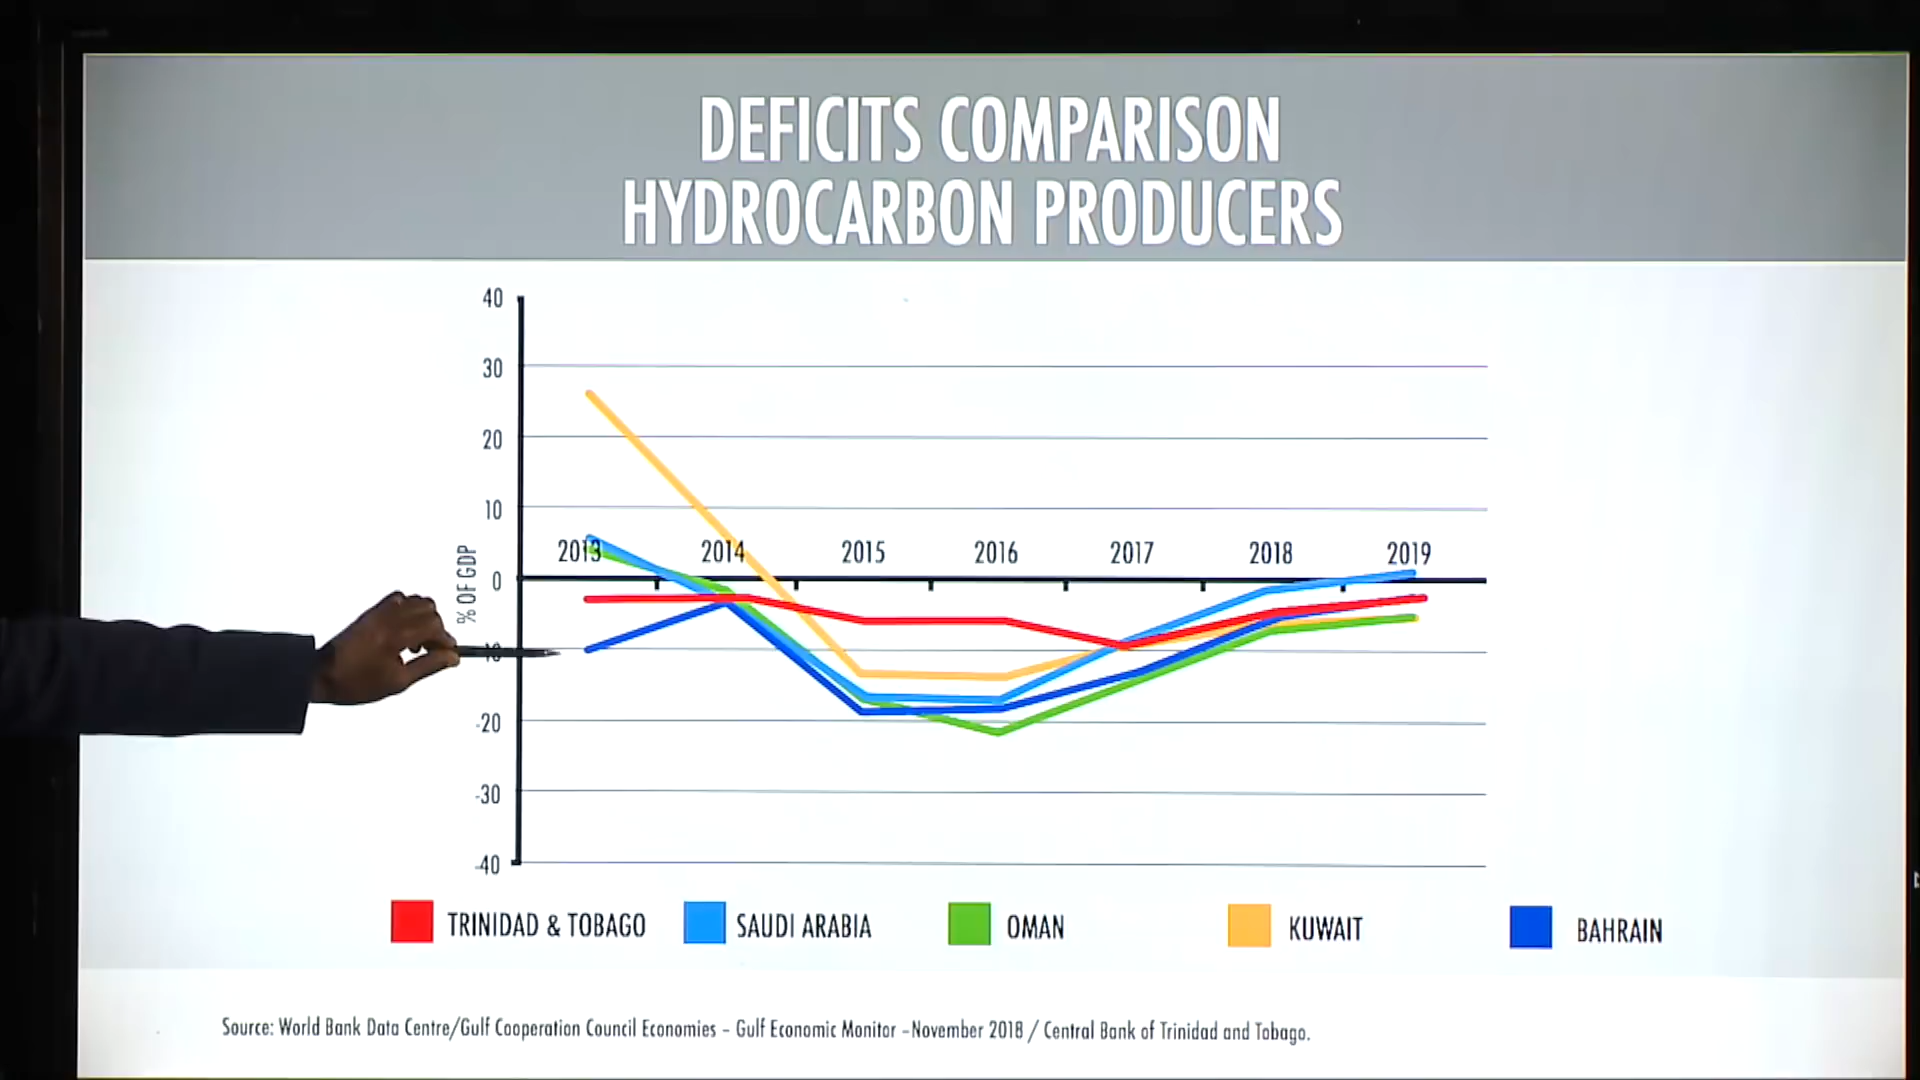 DEFICITS COMPARISON
HYDROCARBON PRODUCERS
40
30
20
10
0
-10
-20
-30
-40
% OF GDP
2013 2014 2015 2016 2017 2018 2019
TRINIDAD & TOBAGO SAUDI ARABIA OMAN KUWAIT BAHRAIN
Source: World Bank Data Centre/Gulf Cooperation Council Economies – Gulf Economic Monitor –November 2018 / Central Bank of Trinidad and Tobago.